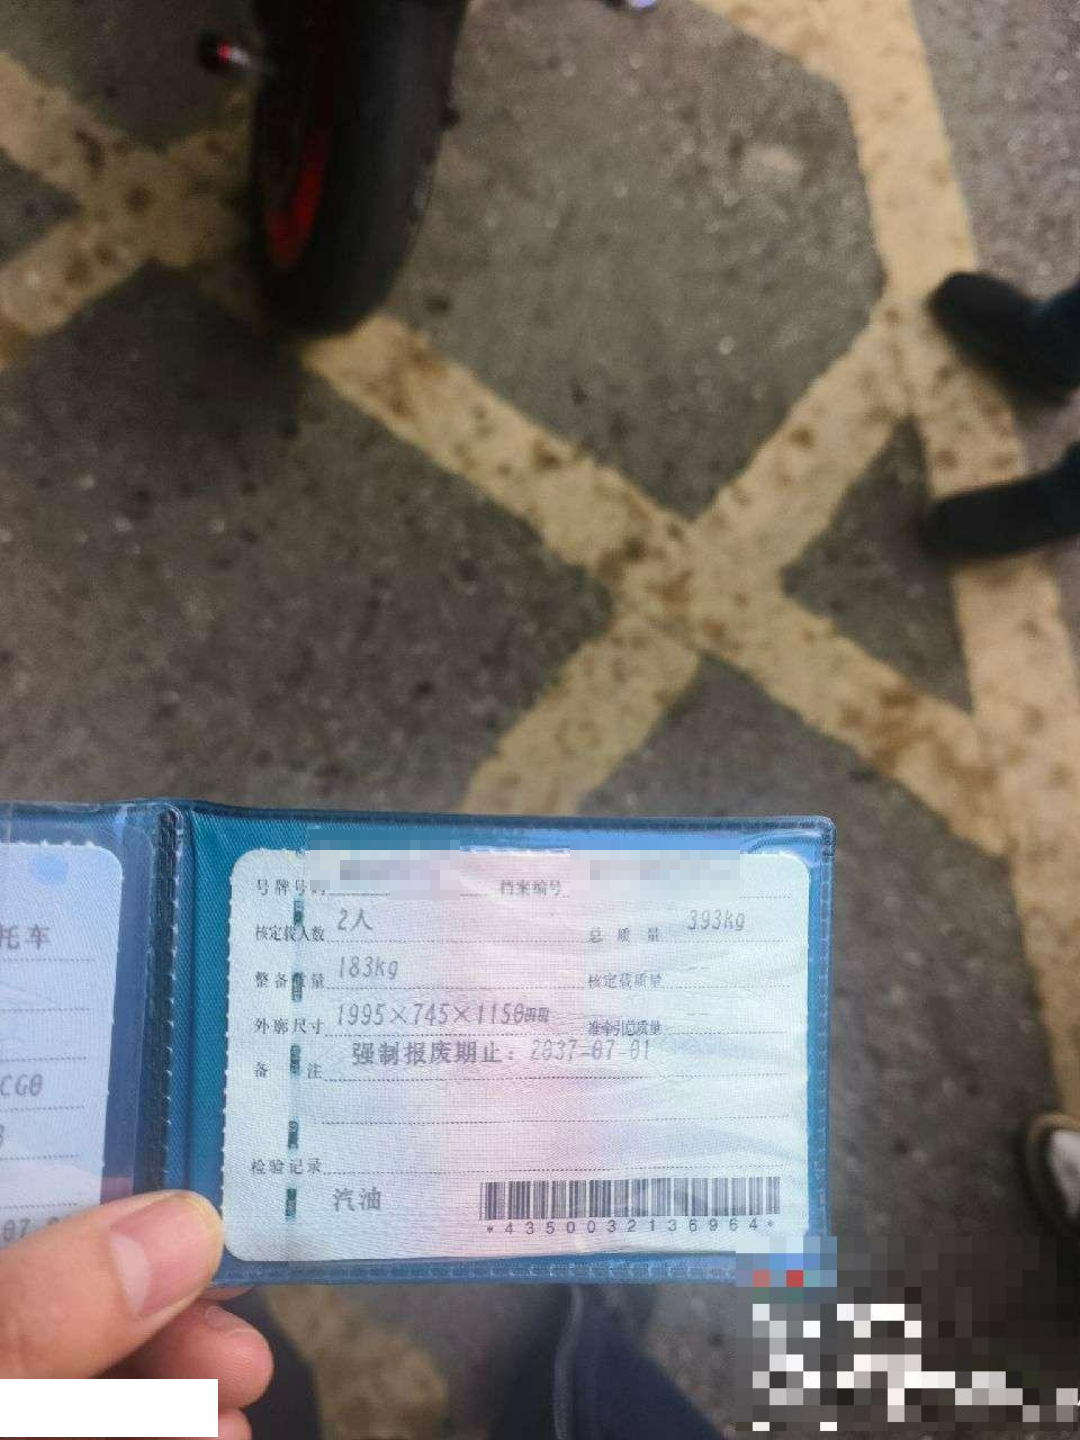 托车
CG0
07
号牌号码
档案编号
核定载人数 2人
总质量 393kg
整备质量 183kg
核定载质量 --
外廓尺寸 1995×745×1150mm
准牵引总质量 --
备注 强制报废期止：2037-07-01
检验记录
汽油
*4350032136964*